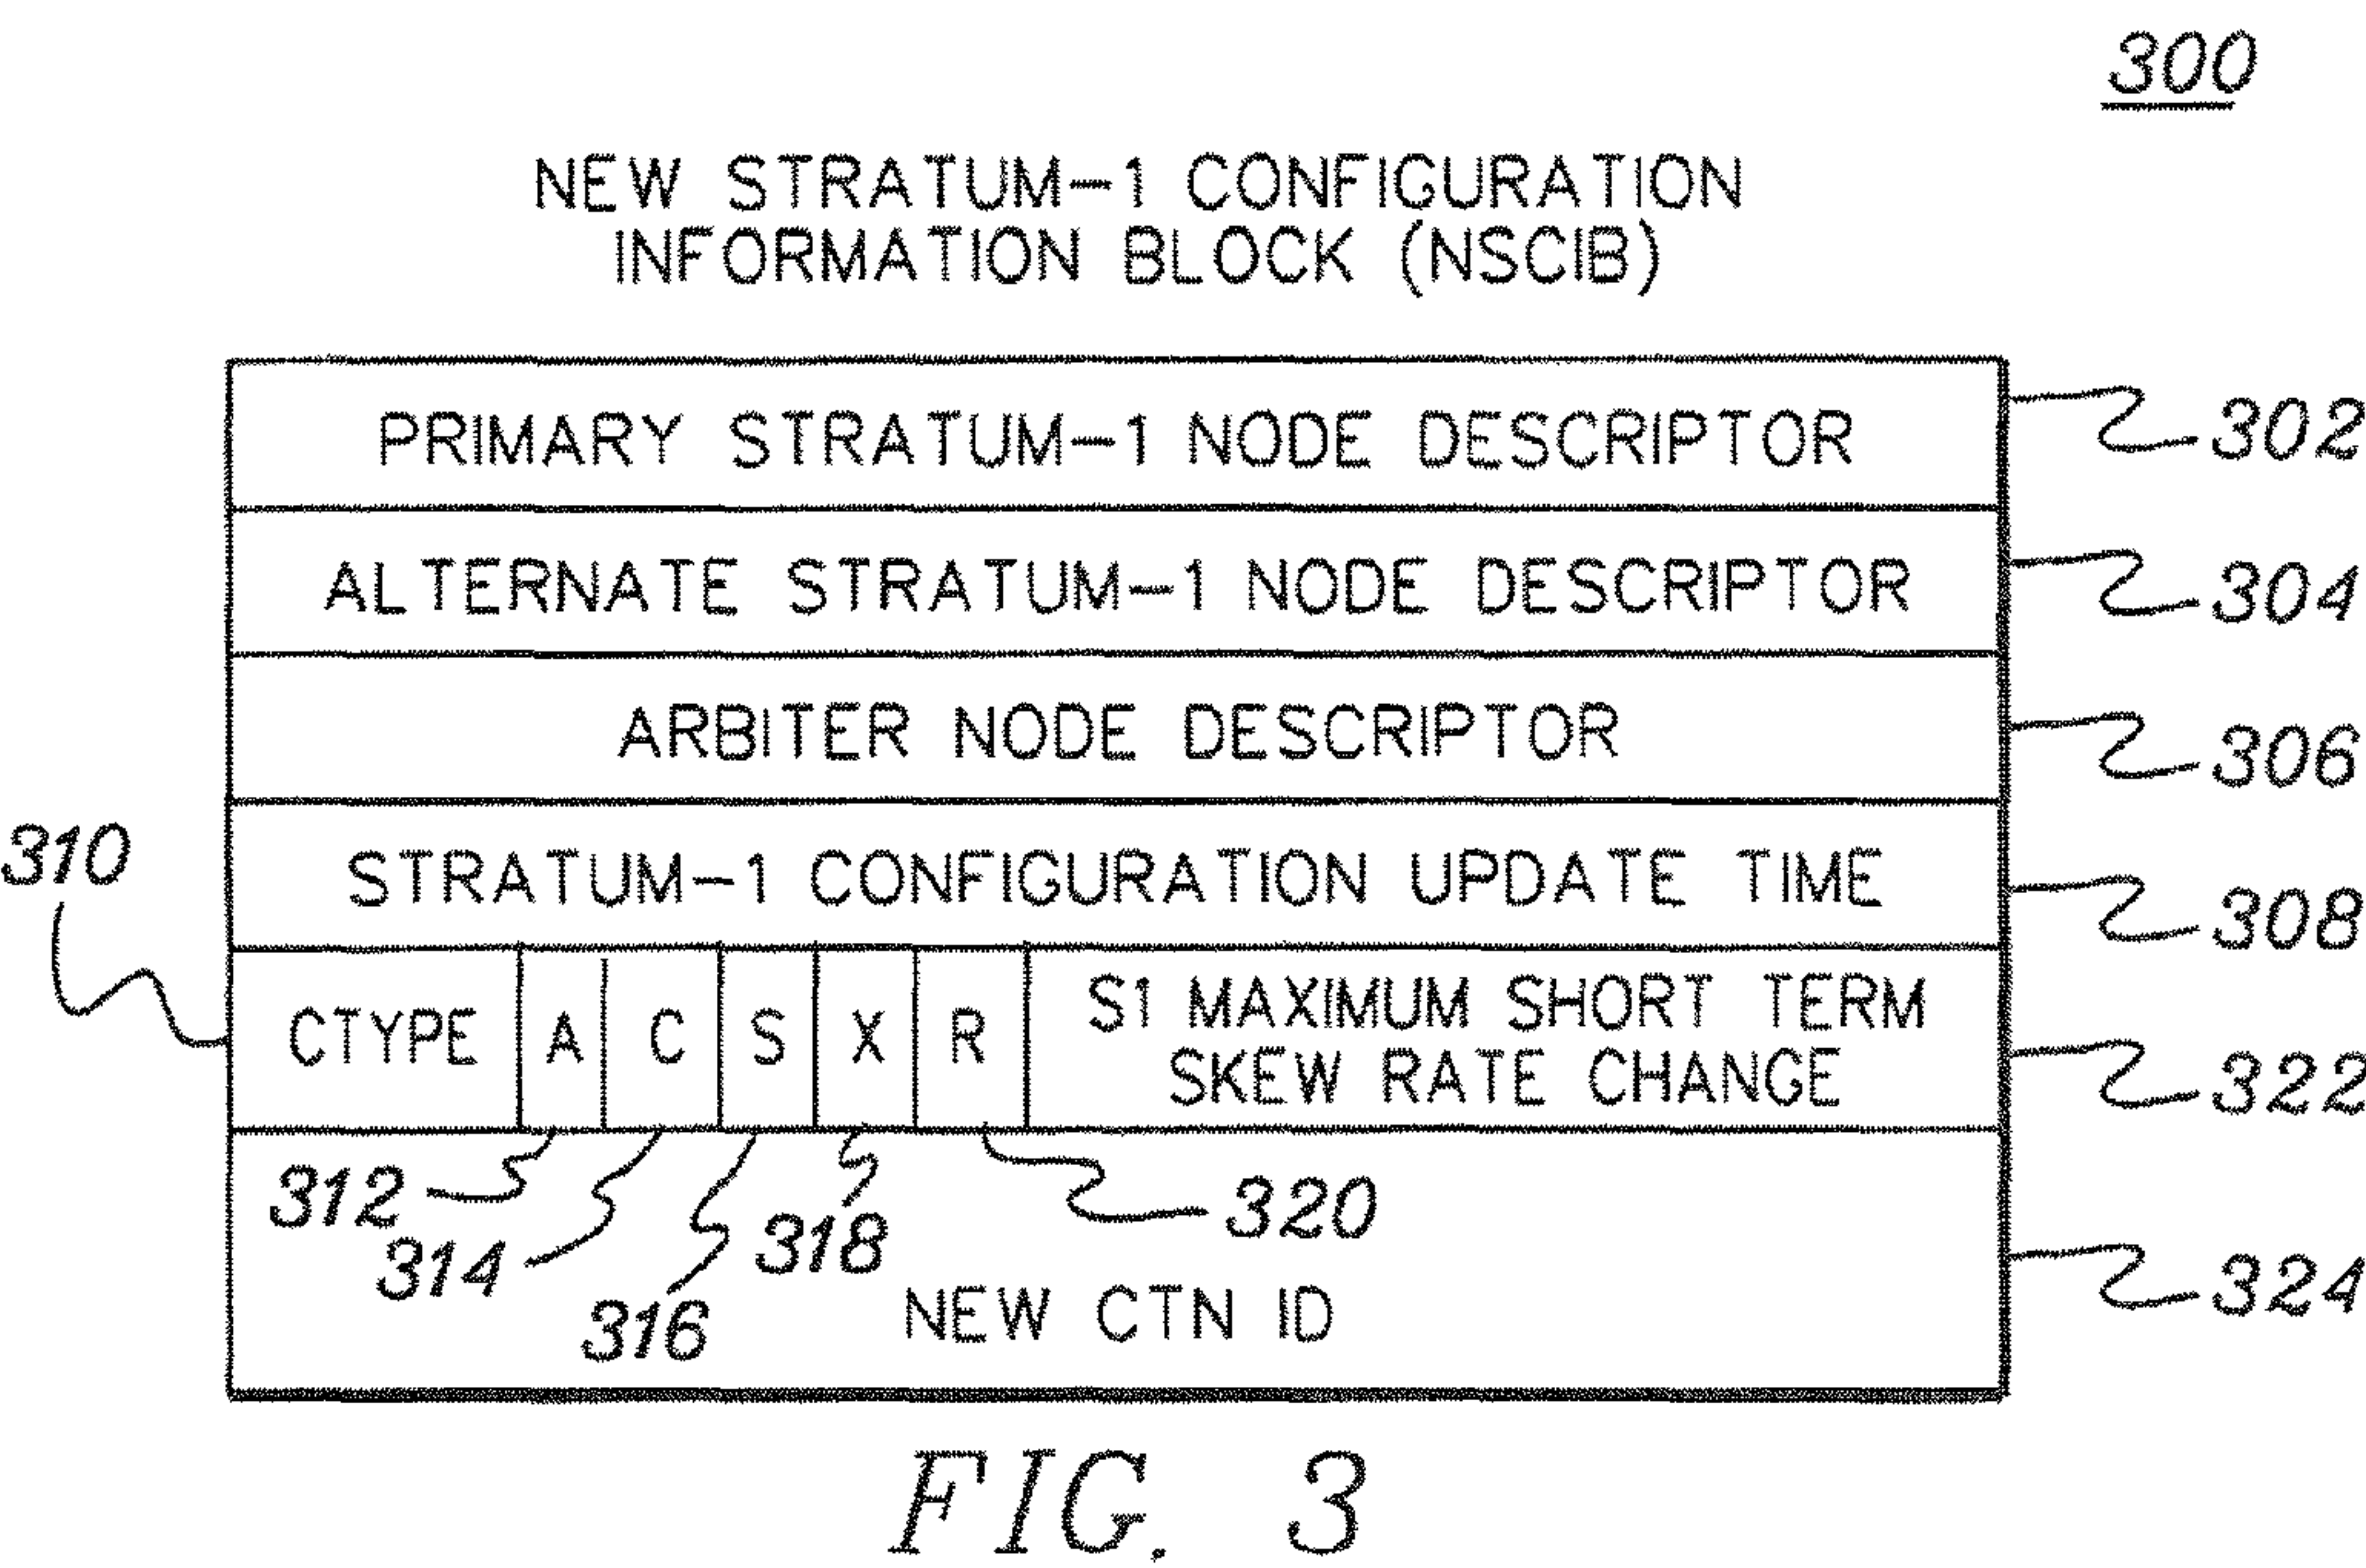 300
NEW STRATUM-1 CONFIGURATION
INFORMATION BLOCK (NSCIB)
PRIMARY STRATUM-1 NODE DESCRIPTOR
302
ALTERNATE STRATUM-1 NODE DESCRIPTOR
304
ARBITER NODE DESCRIPTOR
306
310
STRATUM-1 CONFIGURATION UPDATE TIME
308
CTYPE A C S X R
S1 MAXIMUM SHORT TERM
SKEW RATE CHANGE
322
312
314
316
318
320
NEW CTN ID
324
FIG. 3